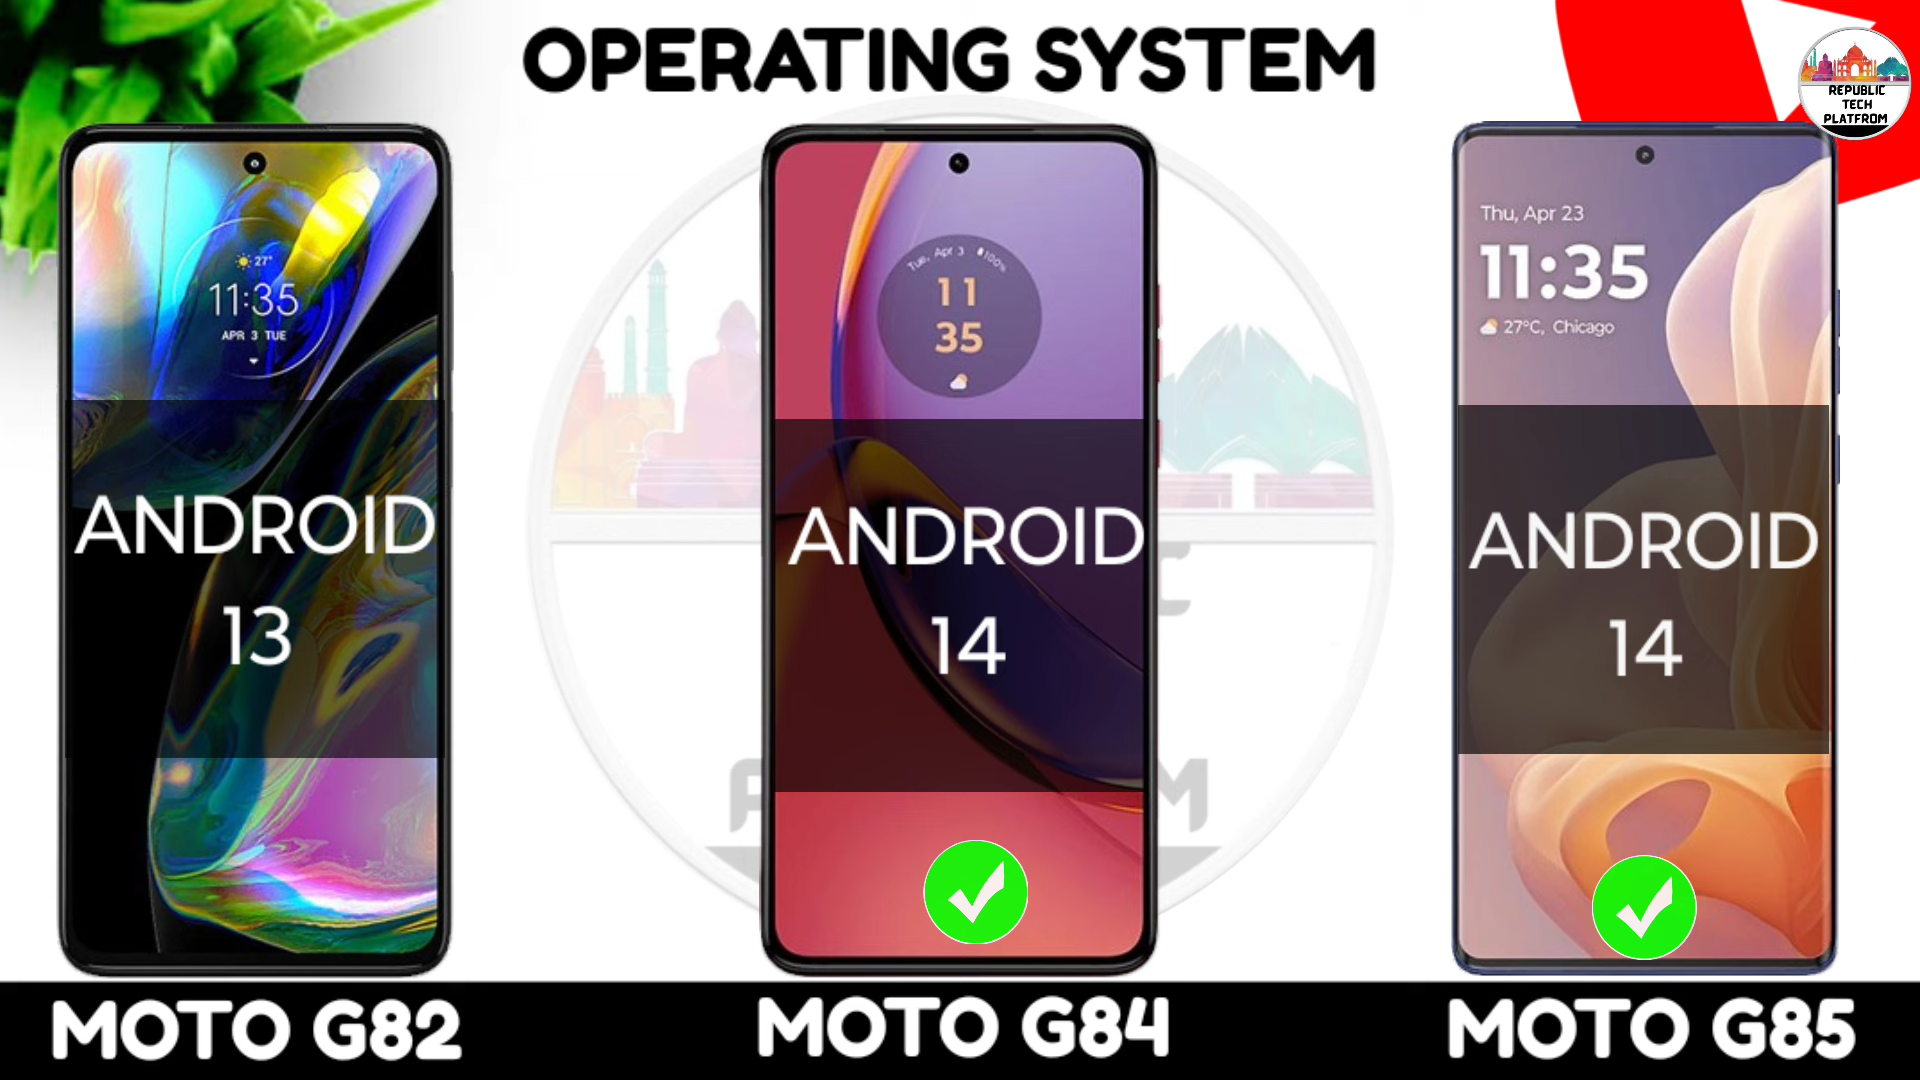 OPERATING SYSTEM
REPUBLIC
TECH
PLATFROM
27°
11:35
APR 3 TUE
ANDROID
13
Tue, Apr 3 100%
11
35
ANDROID
14
Thu, Apr 23
11:35
27°C, Chicago
ANDROID
14
MOTO G82
MOTO G84
MOTO G85